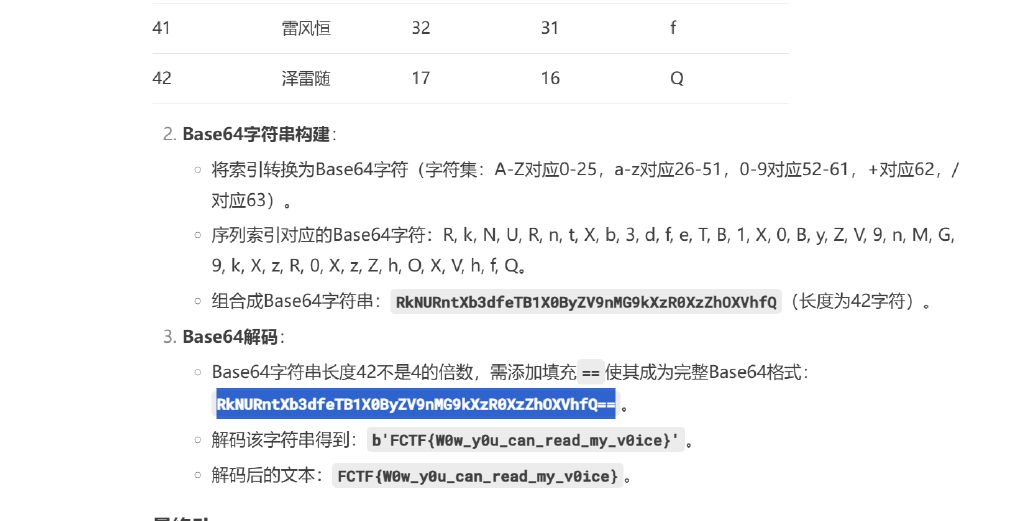 41 雷风恒 32 31 f
42 泽雷随 17 16 Q
2. Base64字符串构建：
将索引转换为Base64字符（字符集：A-Z对应0-25，a-z对应26-51，0-9对应52-61，+对应62，/
对应63）。
序列索引对应的Base64字符：R, k, N, U, R, n, t, X, b, 3, d, f, e, T, B, 1, X, 0, B, y, Z, V, 9, n, M, G,
9, k, X, z, R, 0, X, z, Z, h, O, X, V, h, f, Q。
组合成Base64字符串：RkNURntXb3dfeTB1X0ByZV9nMG9kXzR0XzZhOXVhfQ（长度为42字符）。
3. Base64解码：
Base64字符串长度42不是4的倍数，需添加填充==使其成为完整Base64格式：
RkNURntXb3dfeTB1X0ByZV9nMG9kXzR0XzZhOXVhfQ==。
解码该字符串得到：b'FCTF{W0w_y0u_can_read_my_v0ice}'。
解码后的文本：FCTF{W0w_y0u_can_read_my_v0ice}。